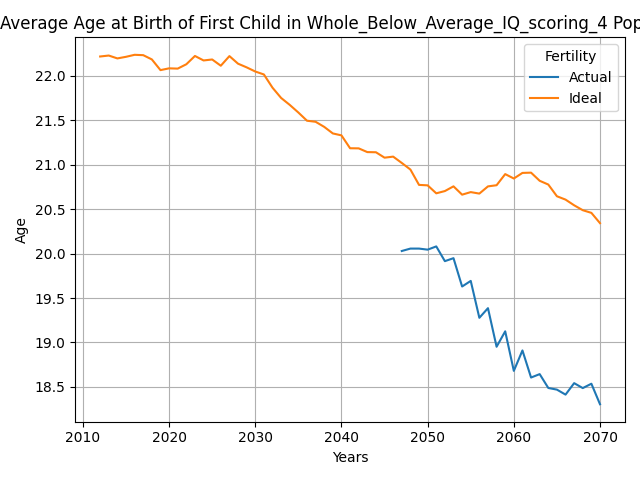 Average Age at Birth of First Child in Whole_Below_Average_IQ_scoring_4 Pop
Fertility
Actual
Ideal
22.0
21.5
21.0
20.5
20.0
19.5
19.0
18.5
Age
2010 2020 2030 2040 2050 2060 2070
Years